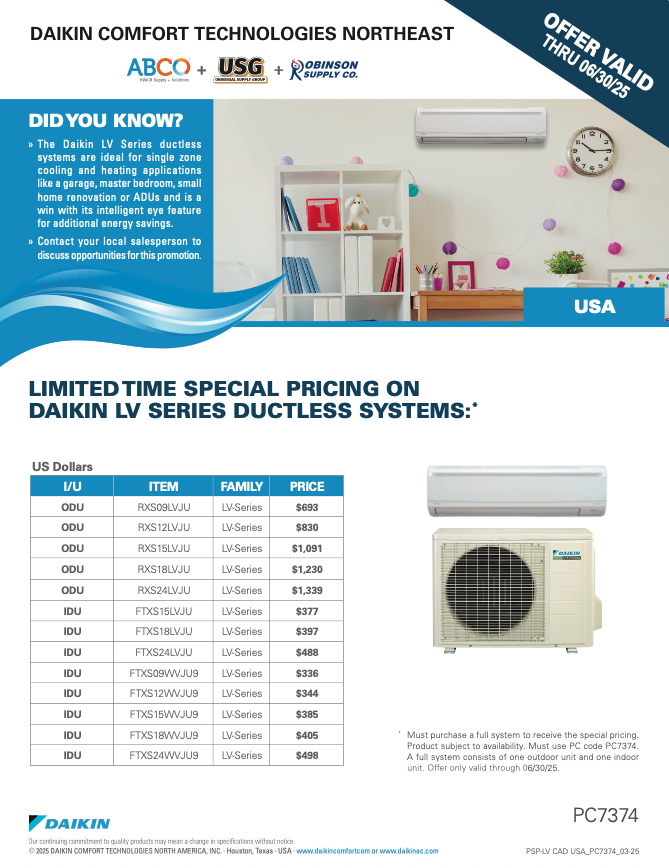 DAIKIN COMFORT TECHNOLOGIES NORTHEAST
OFFER VALID
THRU 06/30/25
ABCO + USG + ROBINSON
HVACR Supply + Solutions UNIVERSAL SUPPLY GROUP SUPPLY CO.
DID YOU KNOW?
» The Daikin LV Series ductless
systems are ideal for single zone
cooling and heating applications
like a garage, master bedroom, small
home renovation or ADUs and is a
win with its intelligent eye feature
for additional energy savings.
» Contact your local salesperson to
discuss opportunities for this promotion.
USA
LIMITED TIME SPECIAL PRICING ON
DAIKIN LV SERIES DUCTLESS SYSTEMS:*
US Dollars
I/U ITEM FAMILY PRICE
ODU RXS09LVJU LV-Series $693
ODU RXS12LVJU LV-Series $830
ODU RXS15LVJU LV-Series $1,091
ODU RXS18LVJU LV-Series $1,230
ODU RXS24LVJU LV-Series $1,339
IDU FTXS15LVJU LV-Series $377
IDU FTXS18LVJU LV-Series $397
IDU FTXS24LVJU LV-Series $488
IDU FTXS09WVJU9 LV-Series $336
IDU FTXS12WVJU9 LV-Series $344
IDU FTXS15WVJU9 LV-Series $385
IDU FTXS18WVJU9 LV-Series $405
IDU FTXS24WVJU9 LV-Series $498
DAIKIN
* Must purchase a full system to receive the special pricing.
Product subject to availability. Must use PC code PC7374.
A full system consists of one outdoor unit and one indoor
unit. Offer only valid through 06/30/25.
PC7374
DAIKIN
Our continuing commitment to quality products may mean a change in specifications without notice.
© 2025 DAIKIN COMFORT TECHNOLOGIES NORTH AMERICA, INC. · Houston, Texas · USA · www.daikincomfort.com or www.daikinac.com
PSP-LV CAD USA_PC7374_03-25